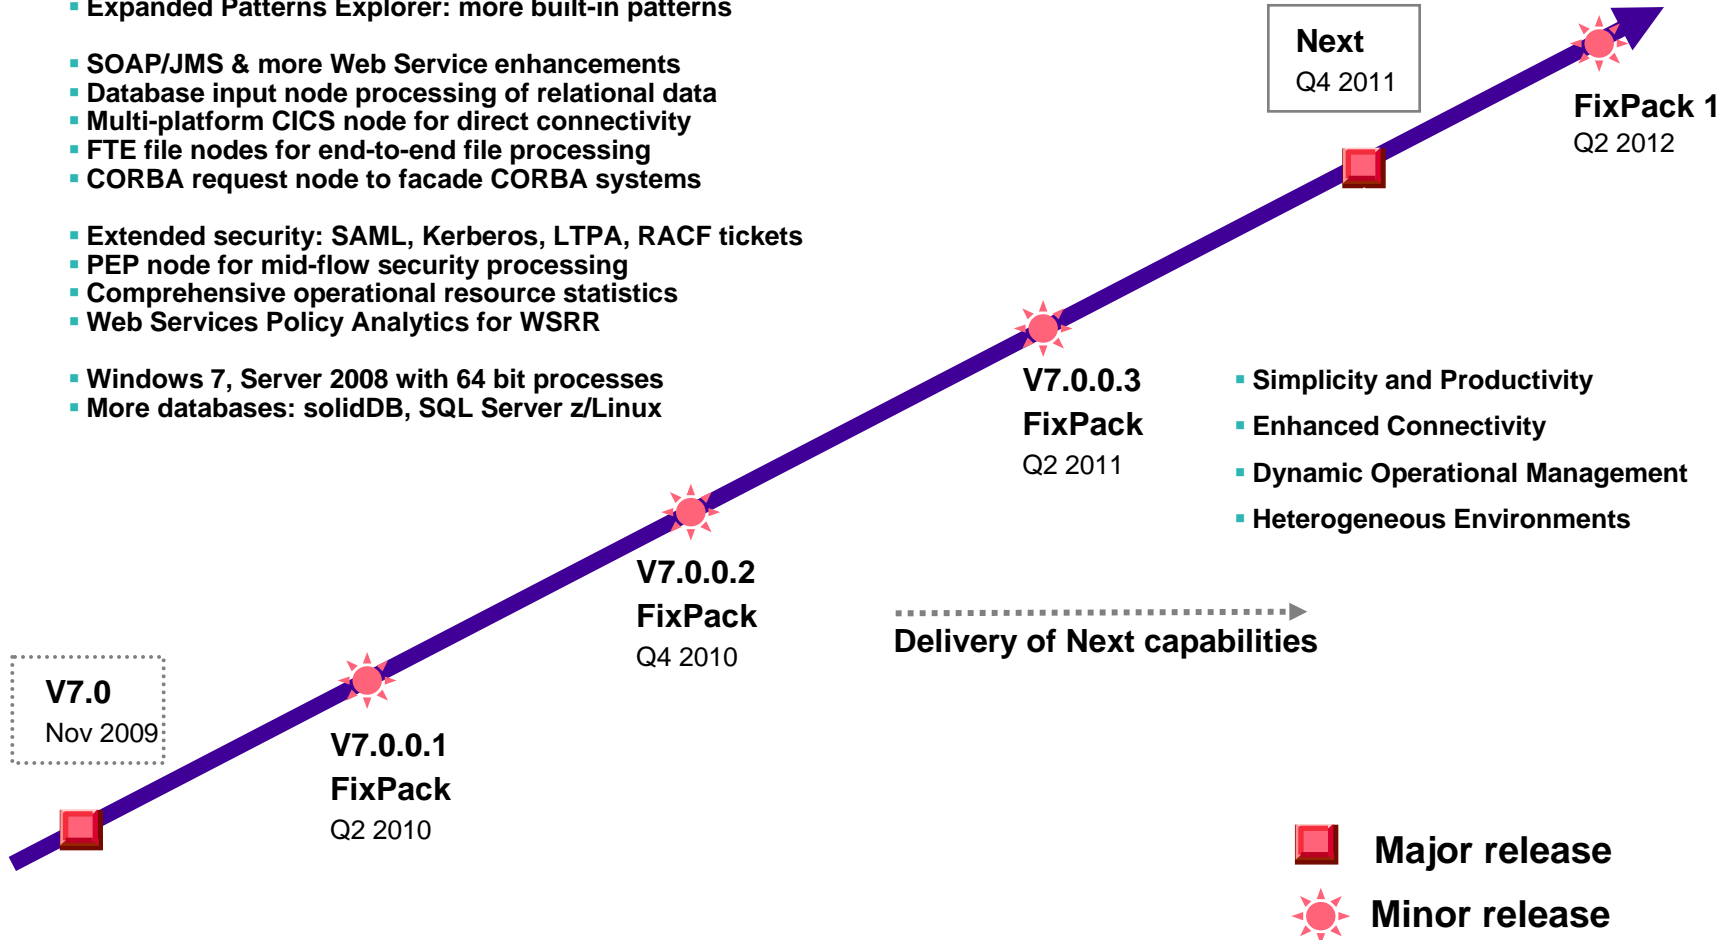 Expanded Patterns Explorer: more built-in patterns
SOAP/JMS & more Web Service enhancements
Database input node processing of relational data
Multi-platform CICS node for direct connectivity
FTE file nodes for end-to-end file processing
CORBA request node to facade CORBA systems
Extended security: SAML, Kerberos, LTPA, RACF tickets
PEP node for mid-flow security processing
Comprehensive operational resource statistics
Web Services Policy Analytics for WSRR
Windows 7, Server 2008 with 64 bit processes
More databases: solidDB, SQL Server z/Linux
Next
Q4 2011
FixPack 1
Q2 2012
V7.0.0.3
FixPack
Q2 2011
Simplicity and Productivity
Enhanced Connectivity
Dynamic Operational Management
Heterogeneous Environments
V7.0.0.2
FixPack
Q4 2010
Delivery of Next capabilities
V7.0
Nov 2009
V7.0.0.1
FixPack
Q2 2010
Major release
Minor release